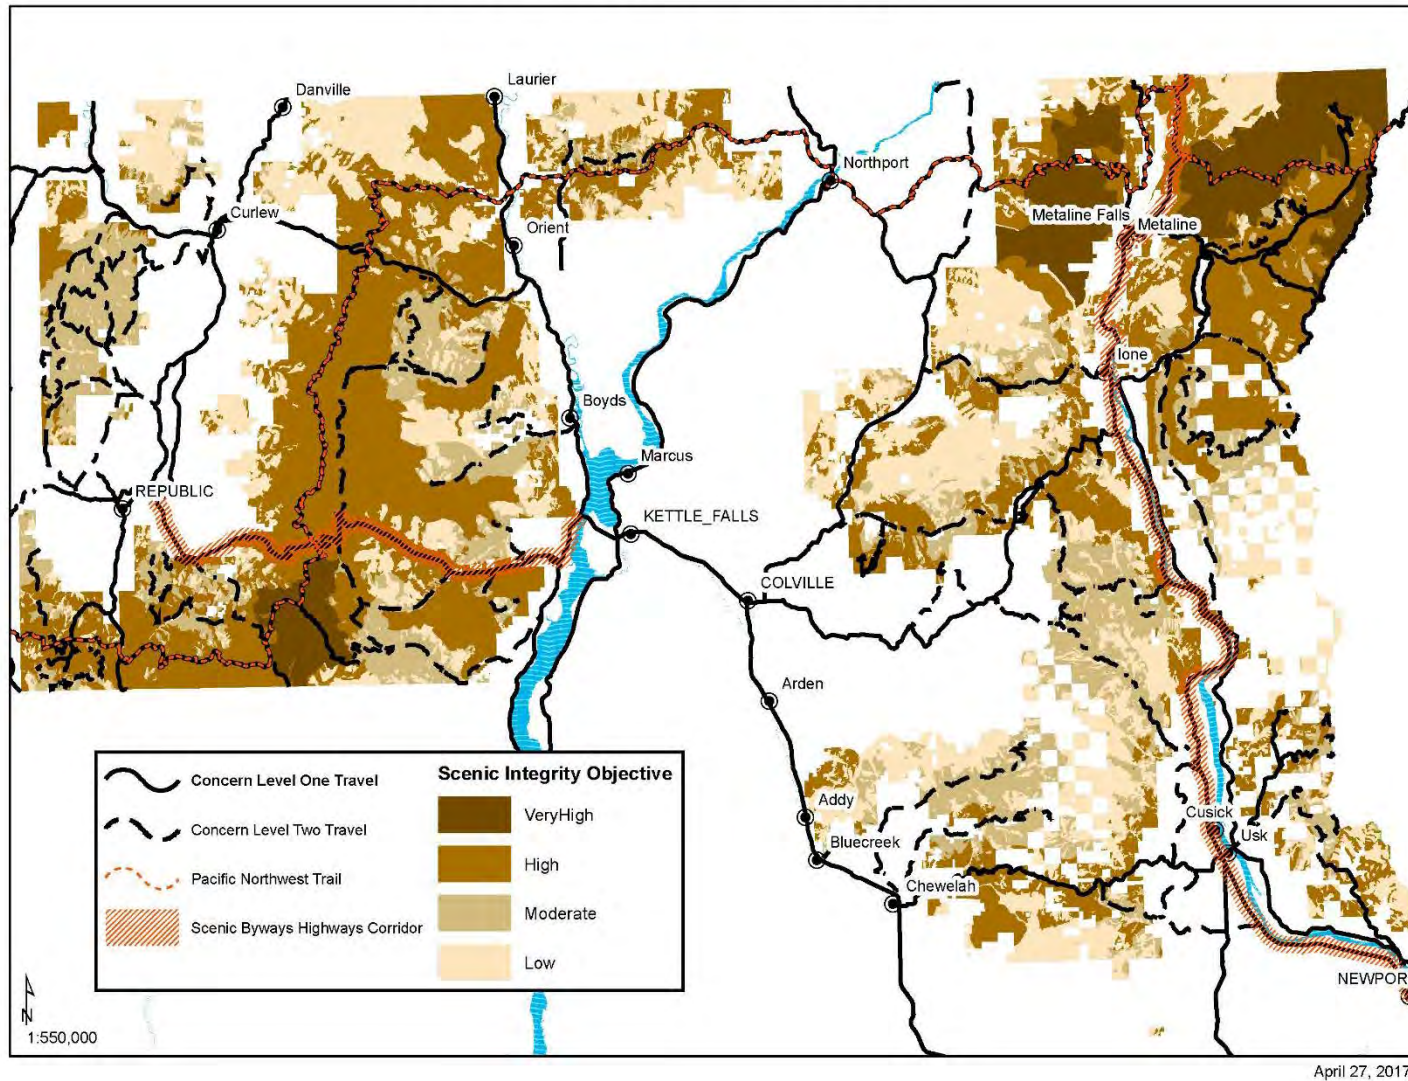 Danville
Laurier
Northport
Curlew
Orient
Metaline Falls
Metaline
Ione
Boyds
Marcus
REPUBLIC
KETTLE_FALLS
COLVILLE
Arden
Addy
Bluecreek
Cusick
Usk
Chewelah
NEWPOR
Concern Level One Travel
Concern Level Two Travel
Pacific Northwest Trail
Scenic Byways Highways Corridor
Scenic Integrity Objective
VeryHigh
High
Moderate
Low
N
1:550,000
April 27, 2017